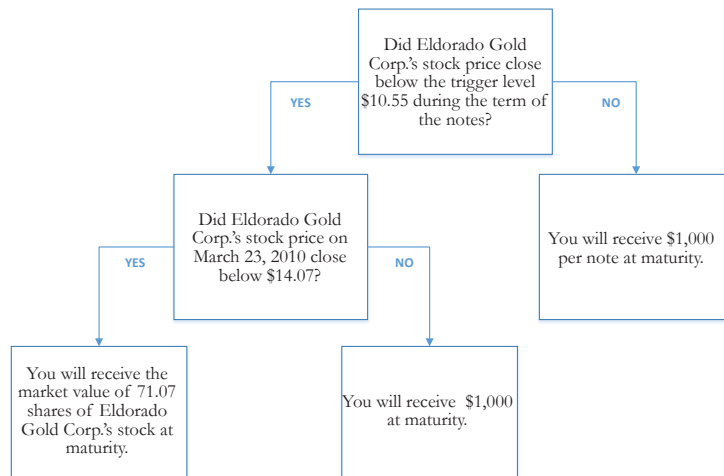 Did Eldorado Gold
Corp.'s stock price close
below the trigger level
$10.55 during the term of
the notes?
YES
NO
Did Eldorado Gold
Corp.'s stock price on
March 23, 2010 close
below $14.07?
You will receive $1,000
per note at maturity.
YES
NO
You will receive the
market value of 71.07
shares of Eldorado
Gold Corp.'s stock at
maturity.
You will receive $1,000
at maturity.